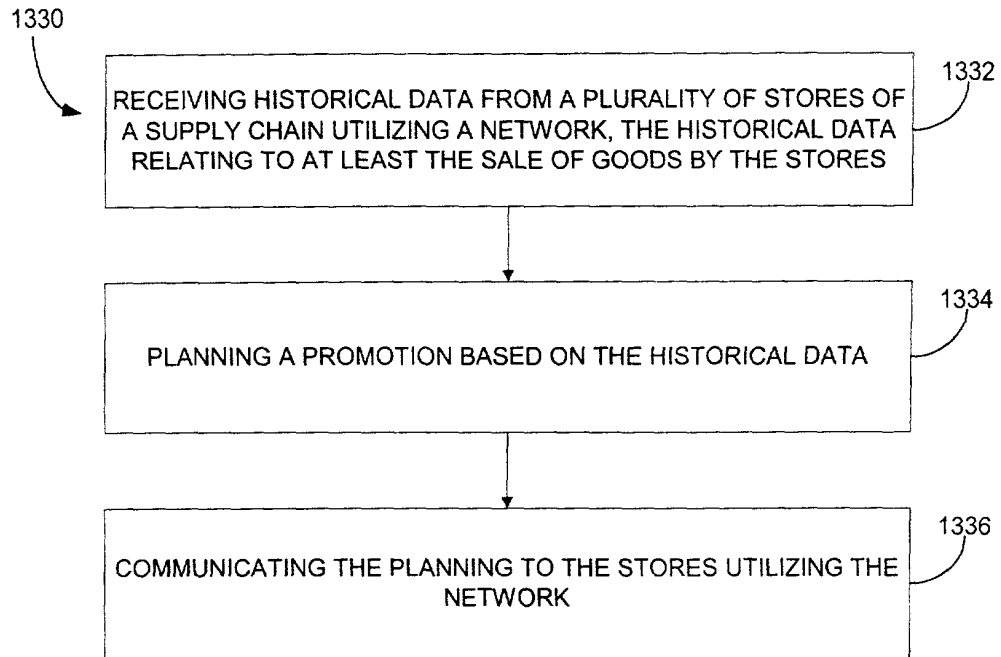 1330
1332
RECEIVING HISTORICAL DATA FROM A PLURALITY OF STORES OF
A SUPPLY CHAIN UTILIZING A NETWORK, THE HISTORICAL DATA
RELATING TO AT LEAST THE SALE OF GOODS BY THE STORES
1334
PLANNING A PROMOTION BASED ON THE HISTORICAL DATA
1336
COMMUNICATING THE PLANNING TO THE STORES UTILIZING THE
NETWORK